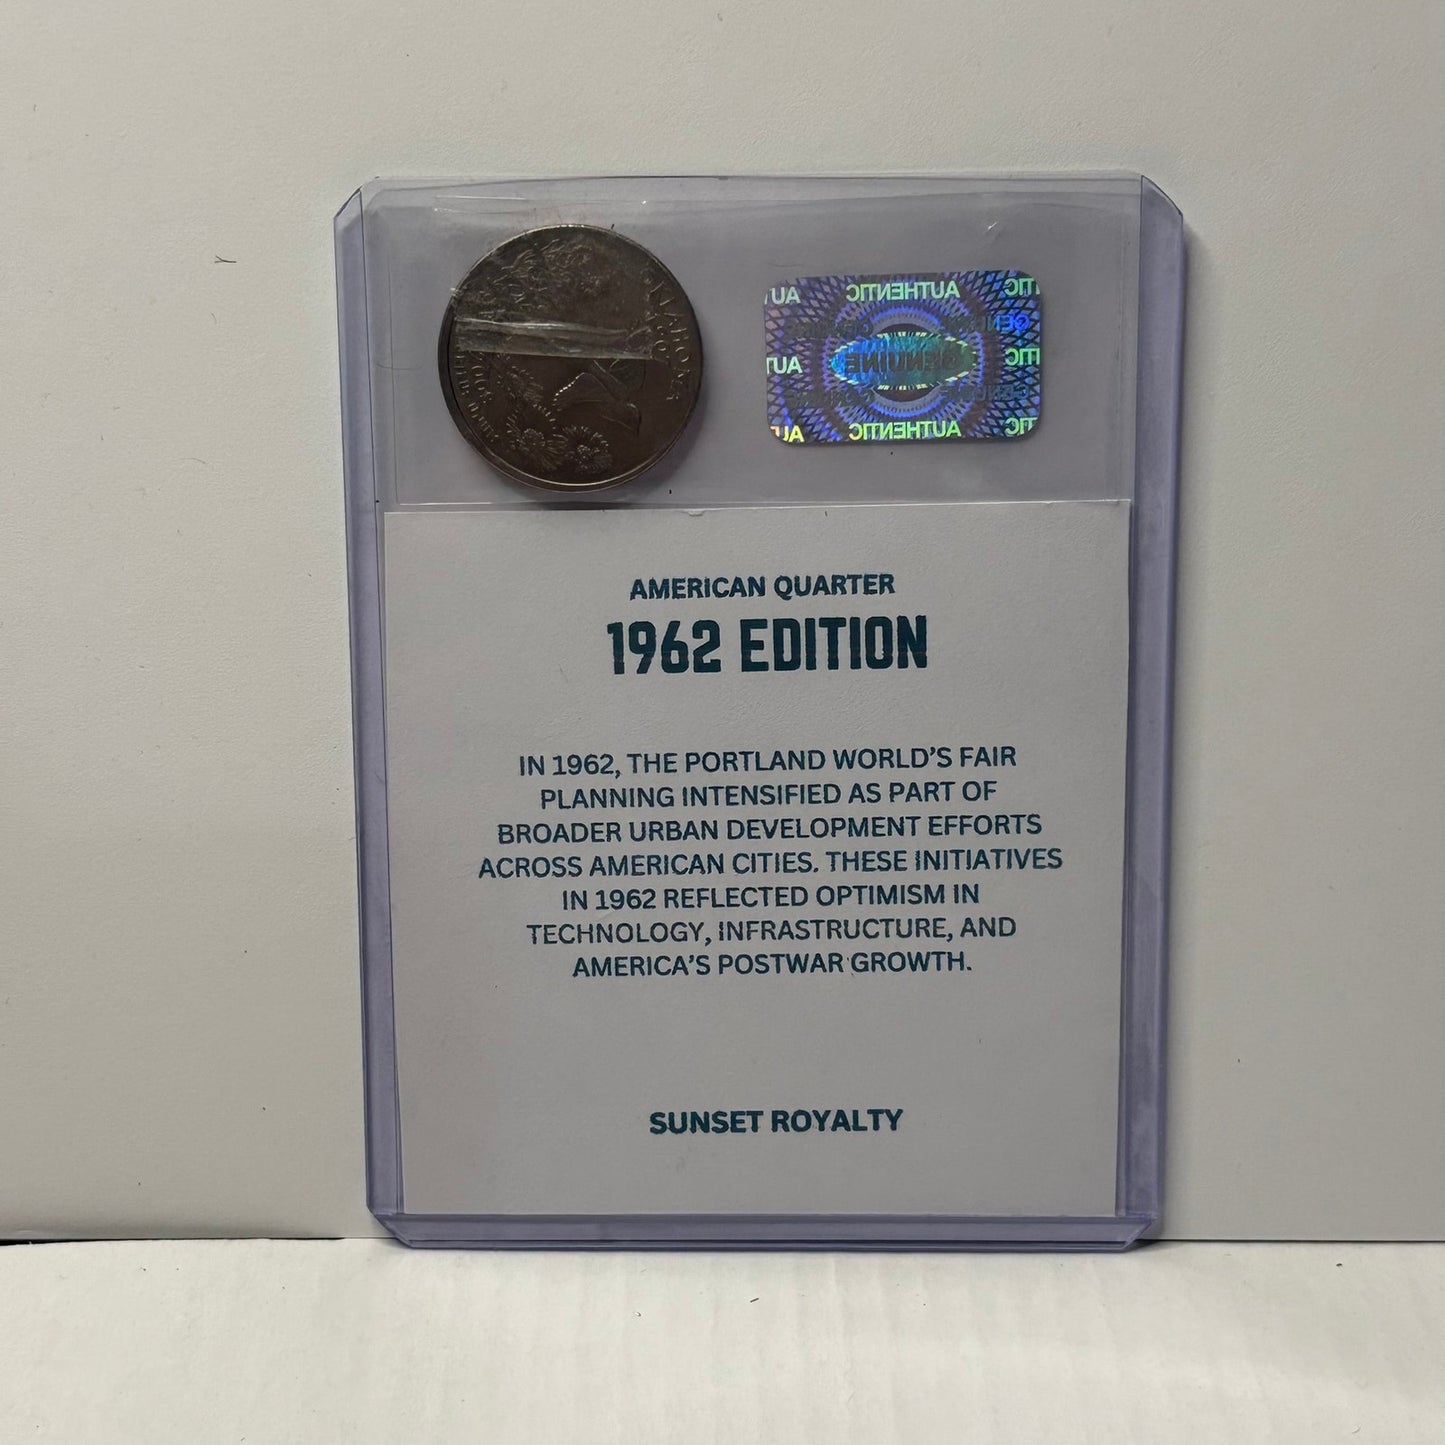 AUTHENTIC
GENUINE
AUTHENTIC
AMERICAN QUARTER
1962 EDITION
IN 1962, THE PORTLAND WORLD'S FAIR
PLANNING INTENSIFIED AS PART OF
BROADER URBAN DEVELOPMENT EFFORTS
ACROSS AMERICAN CITIES. THESE INITIATIVES
IN 1962 REFLECTED OPTIMISM IN
TECHNOLOGY, INFRASTRUCTURE, AND
AMERICA'S POSTWAR GROWTH.
SUNSET ROYALTY